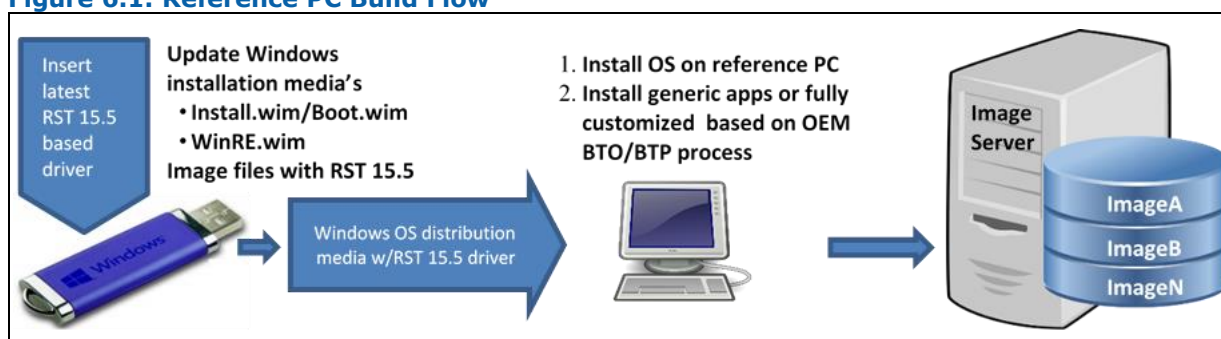 Figure 6.1: Reference PC Build Flow
Insert
latest
RST 15.5
based
driver
Update Windows
installation media's
• Install.wim/Boot.wim
• WinRE.wim
Image files with RST 15.5
Windows
Windows OS distribution
media w/RST 15.5 driver
1. Install OS on reference PC
2. Install generic apps or fully
customized based on OEM
BTO/BTP process
Image
Server
ImageA
ImageB
ImageN